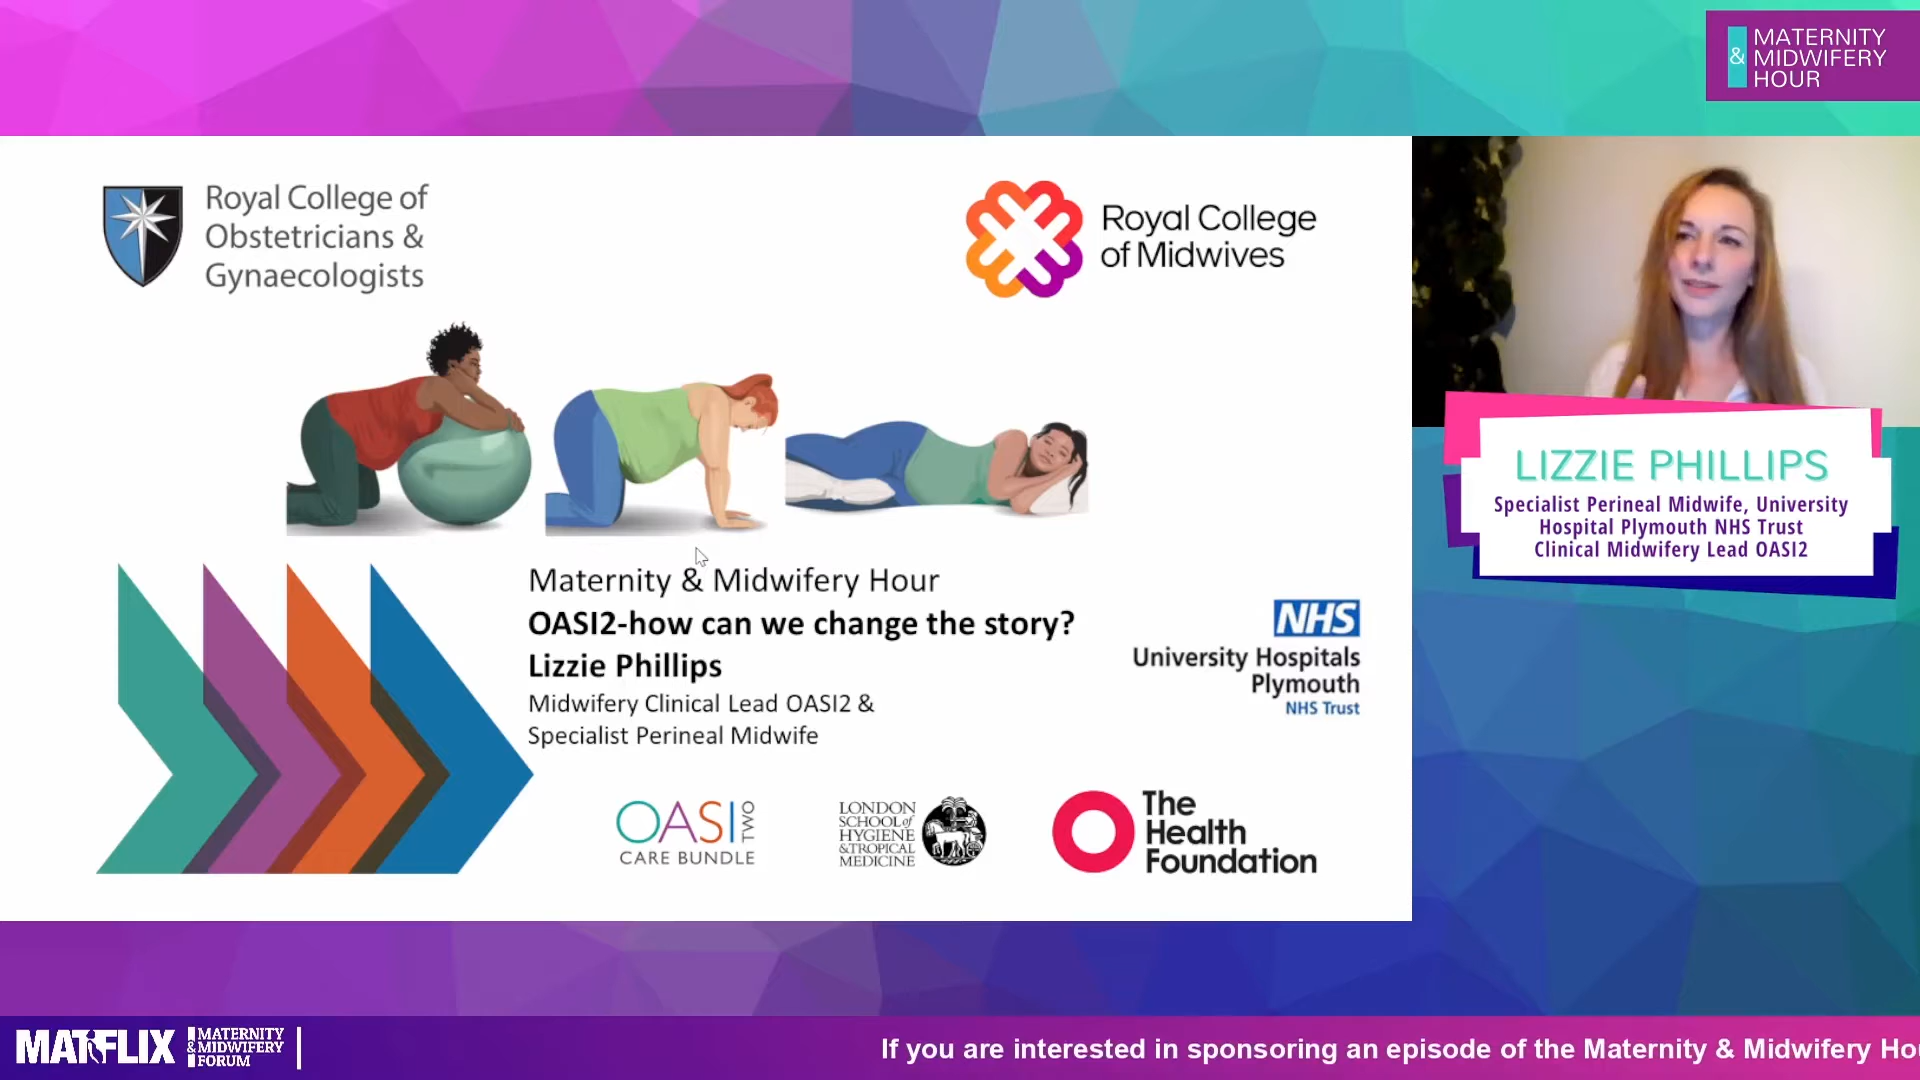 &
MATERNITY
MIDWIFERY
HOUR
Royal College of
Obstetricians &
Gynaecologists
Royal College
of Midwives
LIZZIE PHILLIPS
Specialist Perineal Midwife, University
Hospital Plymouth NHS Trust
Clinical Midwifery Lead OASI2
Maternity & Midwifery Hour
OASI2-how can we change the story?
Lizzie Phillips
Midwifery Clinical Lead OASI2 &
Specialist Perineal Midwife
NHS
University Hospitals
Plymouth
NHS Trust
OASI TWO
CARE BUNDLE
LONDON
SCHOOL of
HYGIENE
& TROPICAL
MEDICINE
The
Health
Foundation
MATFLIX
MATERNITY
& MIDWIFERY
FORUM
If you are interested in sponsoring an episode of the Maternity & Midwifery Ho